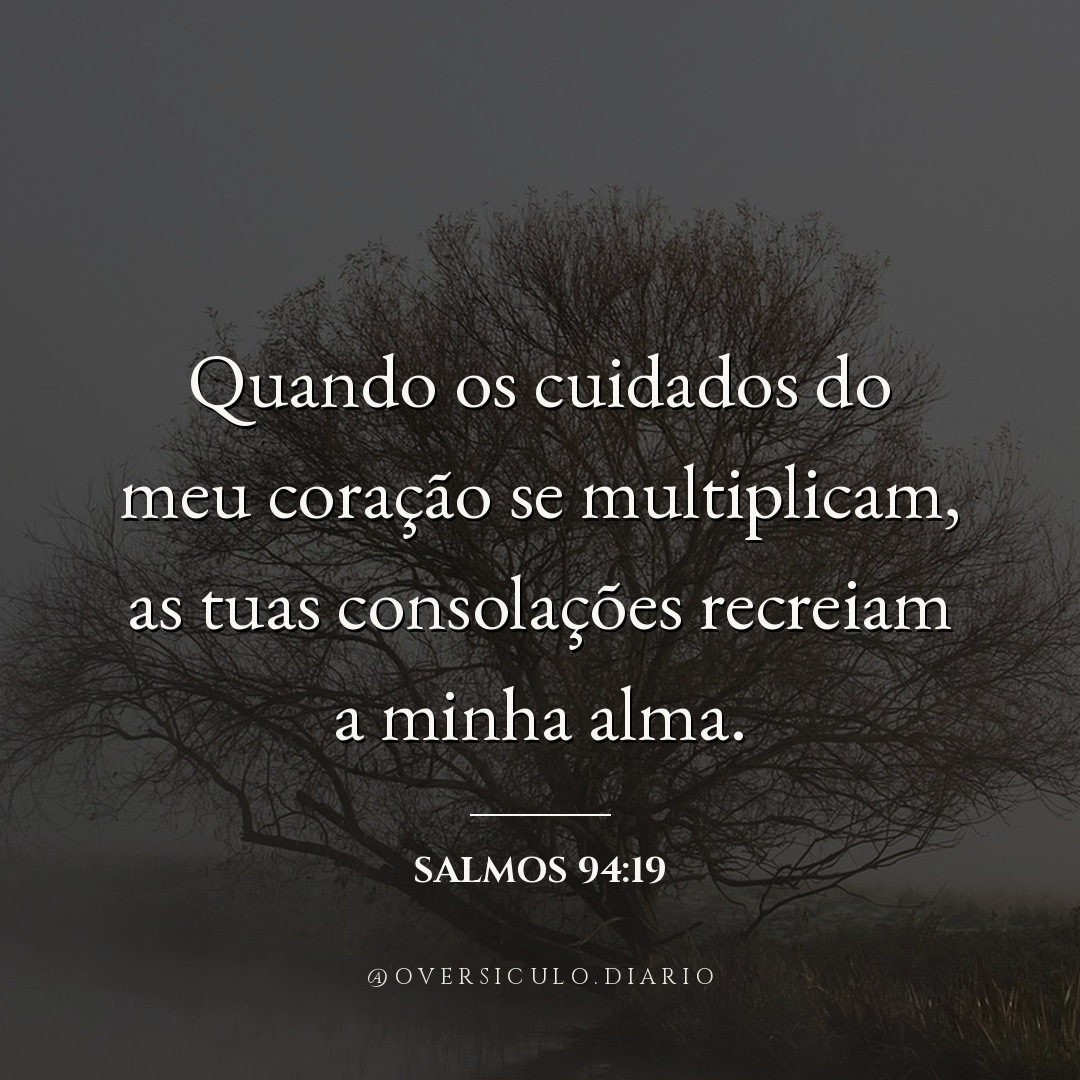 Quando os cuidados do
meu coração se multiplicam,
as tuas consolações recreiam
a minha alma.
SALMOS 94:19
@OVERSICULO.DIARIO